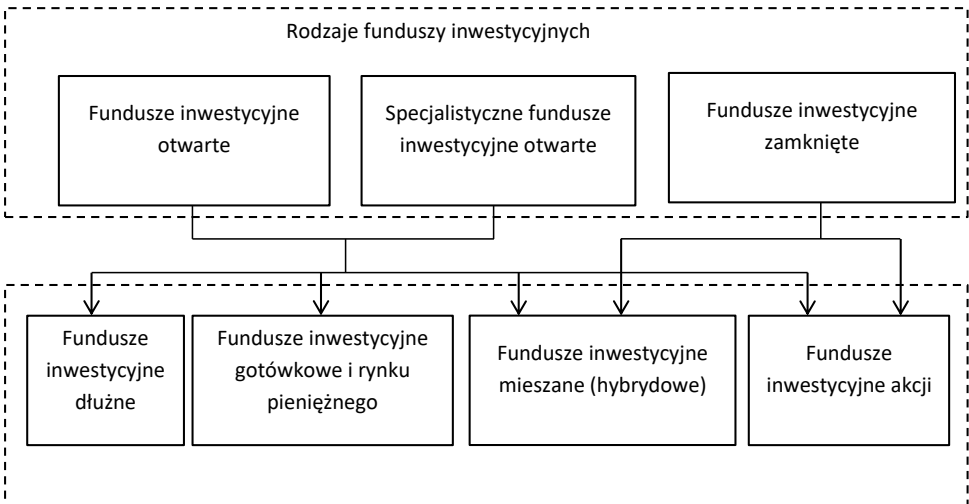 Rodzaje funduszy inwestycyjnych
Fundusze inwestycyjne
otwarte
Specjalistyczne fundusze
inwestycyjne otwarte
Fundusze inwestycyjne
zamknięte
Fundusze
inwestycyjne
dłużne
Fundusze inwestycyjne
gotówkowe i rynku
pieniężnego
Fundusze inwestycyjne
mieszane (hybrydowe)
Fundusze
inwestycyjne akcji